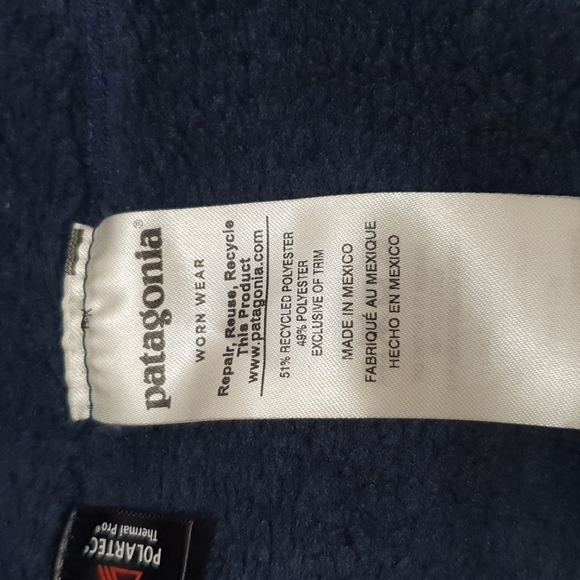 patagonia®
WORN WEAR
Repair, Reuse, Recycle
This Product
www.patagonia.com
51% RECYCLED POLYESTER
49% POLYESTER
EXCLUSIVE OF TRIM
MADE IN MEXICO
FABRIQUÉ AU MEXIQUE
HECHO EN MEXICO
POLARTEC®
Thermal Pro®